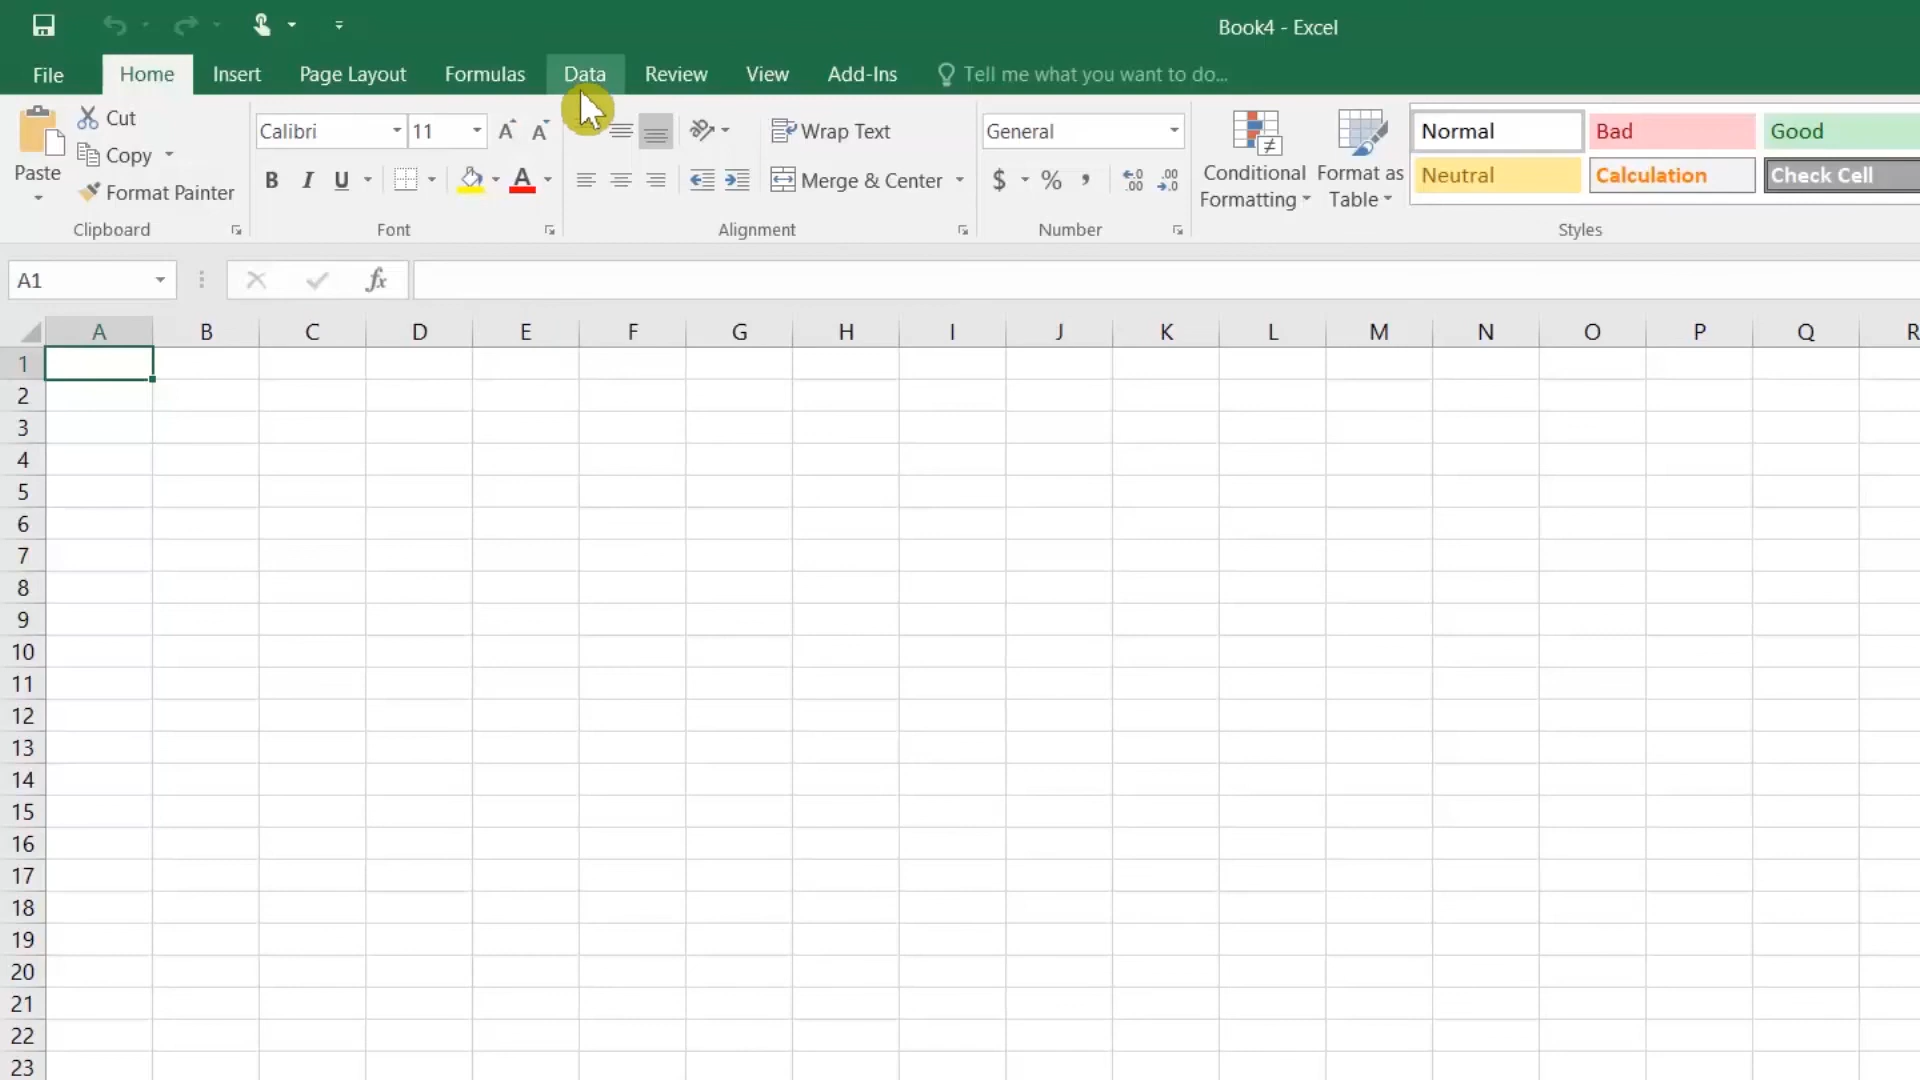 Book4 - Excel
File Home Insert Page Layout Formulas Data Review View Add-Ins Tell me what you want to do...
Paste
Cut
Copy
Format Painter
Clipboard
Calibri 11
B I U A
Font
Wrap Text
Merge & Center
Alignment
General
$ % ,
Number
Conditional Formatting
Format as Table
Normal Bad Good
Neutral Calculation Check Cell
Styles
A1 fx
A B C D E F G H I J K L M N O P Q R
1
2
3
4
5
6
7
8
9
10
11
12
13
14
15
16
17
18
19
20
21
22
23